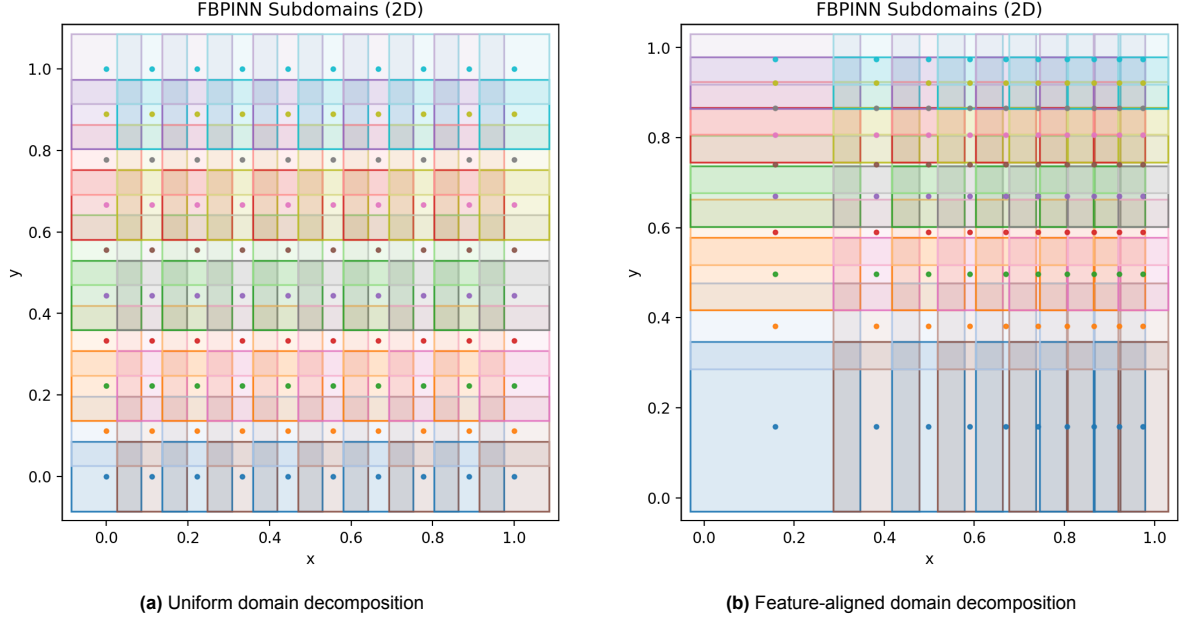 FBPINN Subdomains (2D)
1.0
0.8
0.6
0.4
0.2
0.0
y
0.0 0.2 0.4 0.6 0.8 1.0
x
(a) Uniform domain decomposition
FBPINN Subdomains (2D)
1.0
0.8
0.6
0.4
0.2
0.0
y
0.0 0.2 0.4 0.6 0.8 1.0
x
(b) Feature-aligned domain decomposition